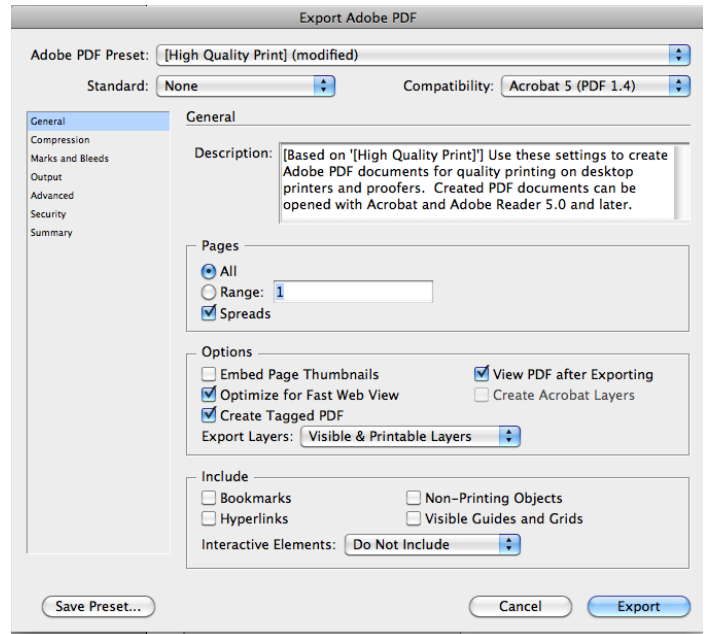 Export Adobe PDF
Adobe PDF Preset: [High Quality Print] (modified)
Standard: None Compatibility: Acrobat 5 (PDF 1.4)
General
Compression
Marks and Bleeds
Output
Advanced
Security
Summary
General
Description: [Based on '[High Quality Print]'] Use these settings to create
Adobe PDF documents for quality printing on desktop
printers and proofers. Created PDF documents can be
opened with Acrobat and Adobe Reader 5.0 and later.
Pages
All
Range: 1
Spreads
Options
Embed Page Thumbnails View PDF after Exporting
Optimize for Fast Web View Create Acrobat Layers
Create Tagged PDF
Export Layers: Visible & Printable Layers
Include
Bookmarks Non-Printing Objects
Hyperlinks Visible Guides and Grids
Interactive Elements: Do Not Include
Save Preset... Cancel Export